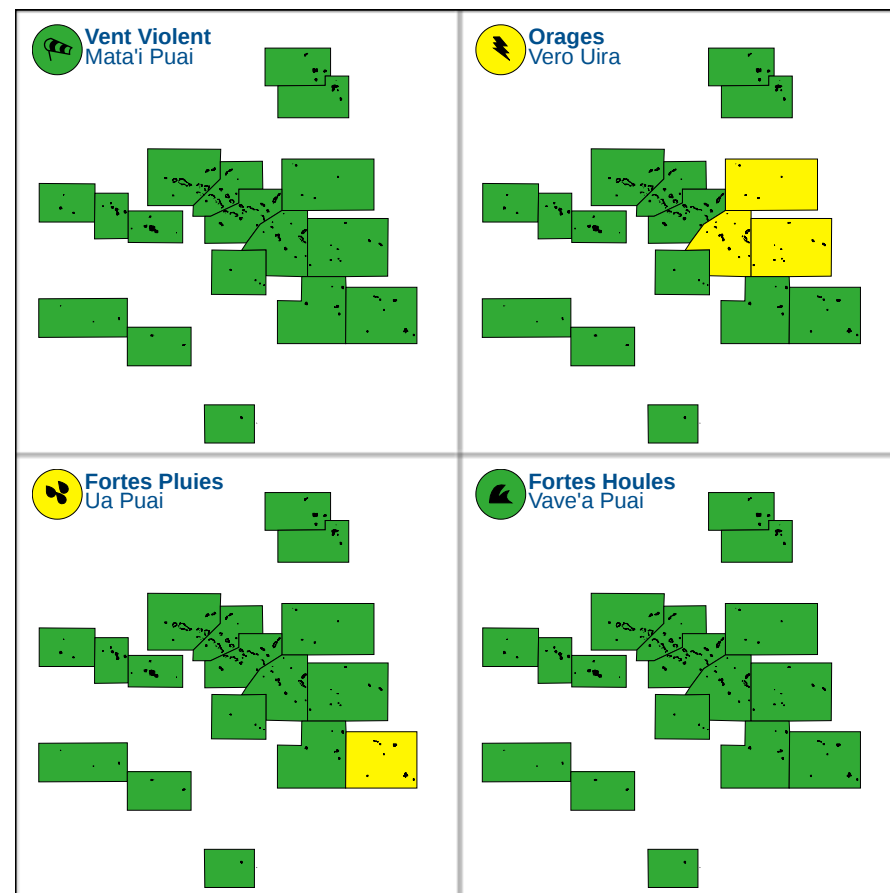 Vent Violent
Mata'i Puai
Orages
Vero Uira
Fortes Pluies
Ua Puai
Fortes Houles
Vave'a Puai